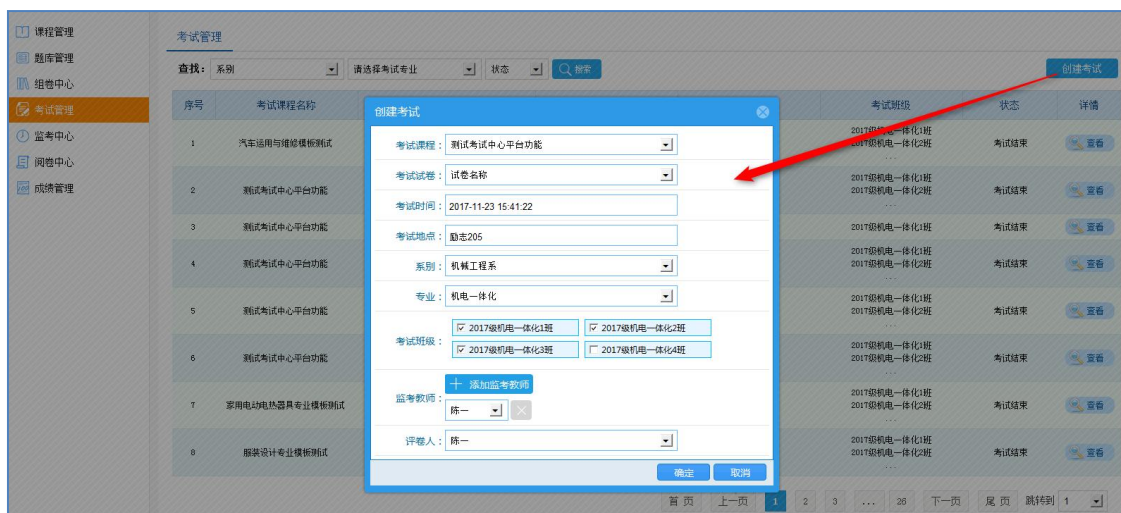 课程管理
题库管理
组卷中心
考试管理
监考中心
阅卷中心
成绩管理
考试管理
查找： 系别 请选择考试专业 状态 搜索 创建考试
序号 考试课程名称 考试班级 状态 详情
1 汽车运用与维修模板测试 2017级机电一体化1班 2017级机电一体化2班 ... 考试结束 查看
2 测试考试中心平台功能 2017级机电一体化1班 2017级机电一体化2班 ... 考试结束 查看
3 测试考试中心平台功能 2017级机电一体化1班 考试结束 查看
4 测试考试中心平台功能 2017级机电一体化1班 2017级机电一体化2班 ... 考试结束 查看
5 测试考试中心平台功能 2017级机电一体化1班 2017级机电一体化2班 ... 考试结束 查看
6 测试考试中心平台功能 2017级机电一体化1班 2017级机电一体化2班 ... 考试结束 查看
7 家用电动电热器具专业模板测试 2017级机电一体化1班 2017级机电一体化2班 ... 考试结束 查看
8 服装设计专业模板测试 2017级机电一体化1班 2017级机电一体化2班 ... 考试结束 查看
创建考试
考试课程： 测试考试中心平台功能
考试试卷： 试卷名称
考试时间： 2017-11-23 15:41:22
考试地点： 励志205
系别： 机械工程系
专业： 机电一体化
考试班级： 2017级机电一体化1班 2017级机电一体化2班
2017级机电一体化3班 2017级机电一体化4班
添加监考教师
监考教师： 陈一
评卷人： 陈一
确定 取消
首页 上一页 1 2 3 ... 26 下一页 尾页 跳转到 1